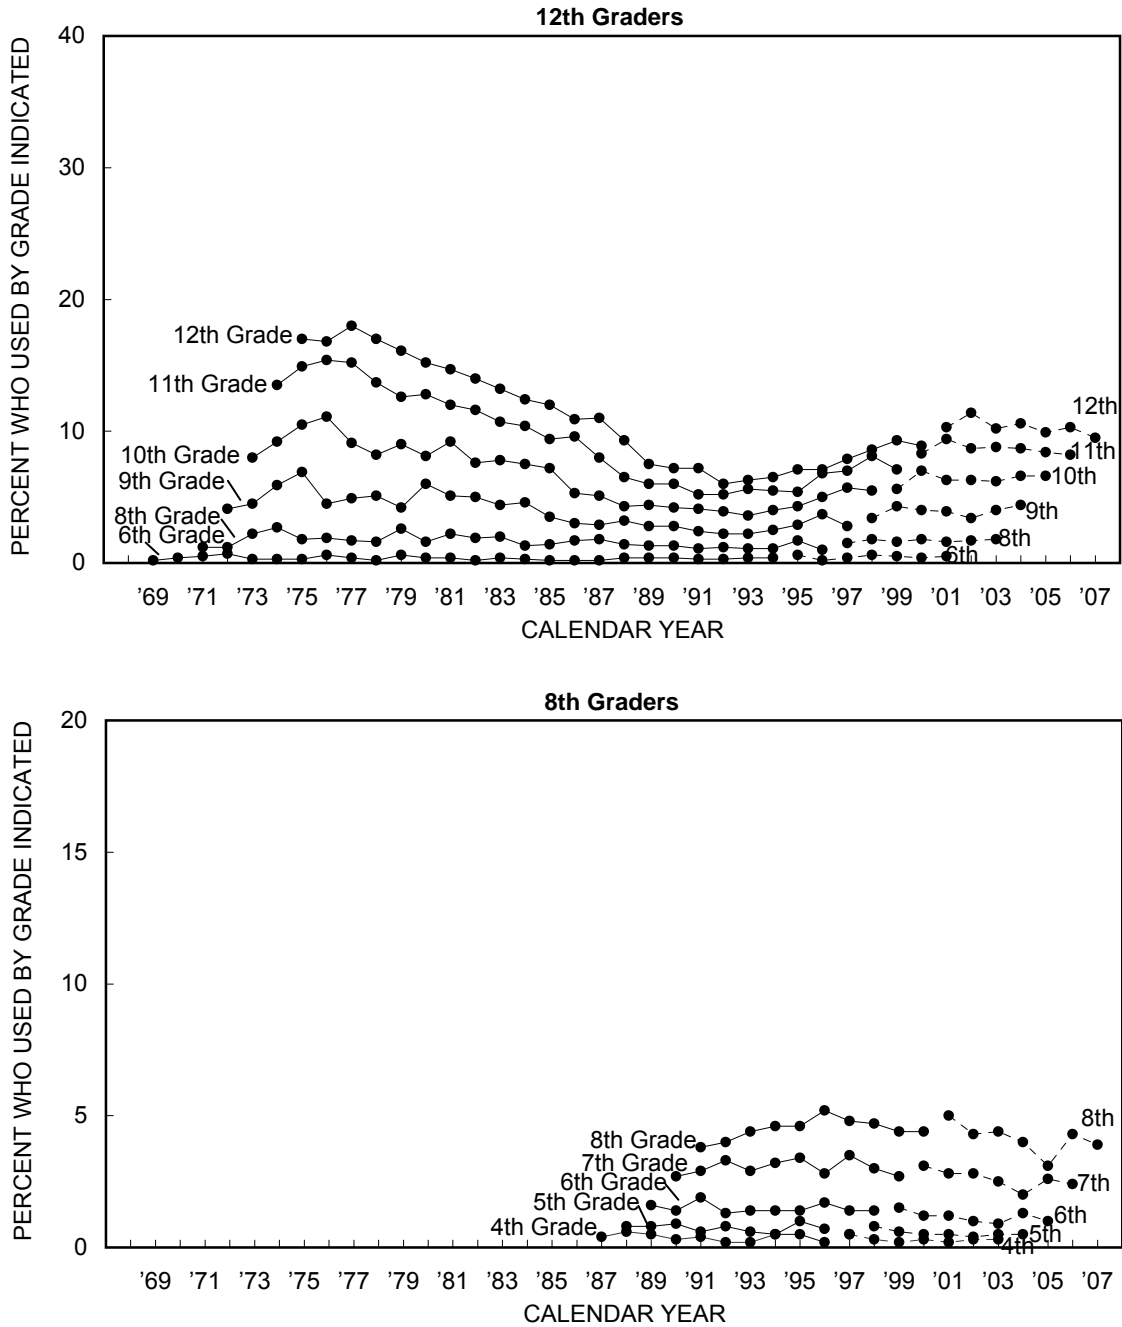 12th Graders
PERCENT WHO USED BY GRADE INDICATED
40
30
20
10
0
12th Grade
11th Grade
10th Grade
9th Grade
8th Grade
6th Grade
12th
11th
10th
9th
8th
6th
’69 ’71 ’73 ’75 ’77 ’79 ’81 ’83 ’85 ’87 ’89 ’91 ’93 ’95 ’97 ’99 ’01 ’03 ’05 ’07
CALENDAR YEAR
8th Graders
PERCENT WHO USED BY GRADE INDICATED
20
15
10
5
0
8th Grade
7th Grade
6th Grade
5th Grade
4th Grade
8th
7th
6th
5th
4th
’69 ’71 ’73 ’75 ’77 ’79 ’81 ’83 ’85 ’87 ’89 ’91 ’93 ’95 ’97 ’99 ’01 ’03 ’05 ’07
CALENDAR YEAR